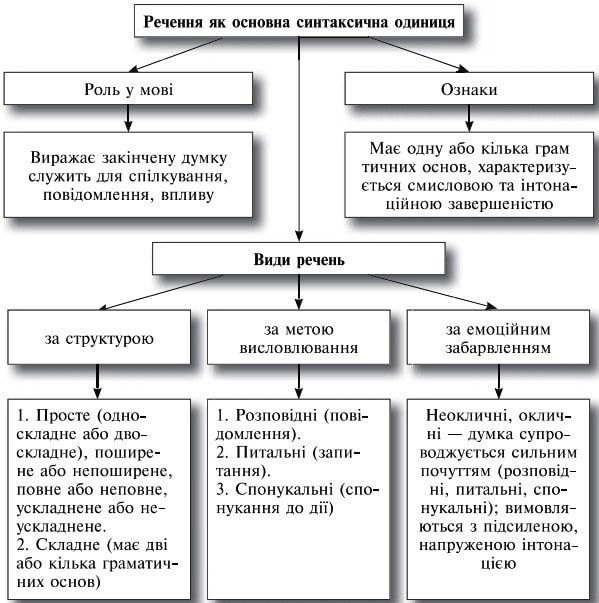 Речення як основна синтаксична одиниця
Роль у мові
Ознаки
Виражає закінчену думку
служить для спілкування,
повідомлення, впливу
Має одну або кілька грам
тичних основ, характеризу-
ється смисловою та інтона-
ційною завершеністю
Види речень
за структурою
за метою
висловлювання
за емоційним
забарвленням
1. Просте (одно-
складне або дво-
складне), пошире-
не або непоширене,
повне або неповне,
ускладнене або не-
ускладнене.
2. Складне (має дві
або кілька граматич-
них основ)
1. Розповідні (пові-
домлення).
2. Питальні (запи-
тання).
3. Спонукальні (спо-
нукання до дії)
Неокличні, оклич-
ні — думка супро-
воджується сильним
почуттям (розповід-
ні, питальні, спо-
нукальні); вимовля-
ються з підсиленою,
напруженою інтона-
цією